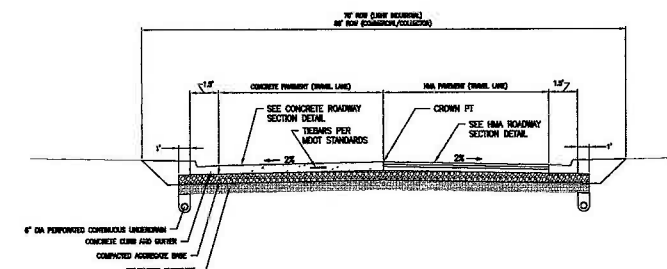 70' ROW (LIGHT INDUSTRIAL)
86' ROW (COMMERCIAL/COLLECTOR)
1.5'
CONCRETE PAVEMENT (TRAVEL LANE)
HMA PAVEMENT (TRAVEL LANE)
1.5'
SEE CONCRETE ROADWAY
SECTION DETAIL
CROWN PT
TIEBARS PER
MDOT STANDARDS
SEE HMA ROADWAY
SECTION DETAIL
1'
1'
2%
2%
6" DIA PERFORATED CONTINUOUS UNDERDRAIN
CONCRETE CURB AND GUTTER
COMPACTED AGGREGATE BASE